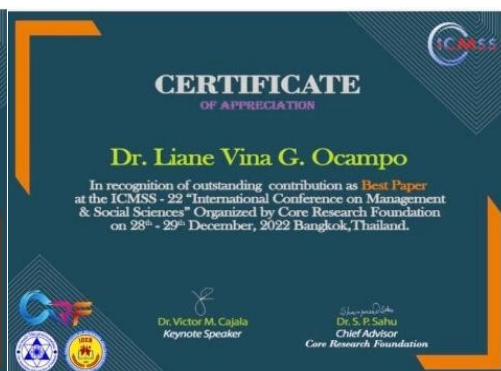 ICMSS
CERTIFICATE
OF APPRECIATION
Dr. Liane Vina G. Ocampo
In recognition of outstanding contribution as Best Paper
at the ICMSS - 22 “International Conference on Management
& Social Sciences” Organized by Core Research Foundation
on 28th - 29th December, 2022 Bangkok,Thailand.
CRF
Dr. Victor M. Cajala
Keynote Speaker
Dr. S. P. Sahu
Chief Advisor
Core Research Foundation